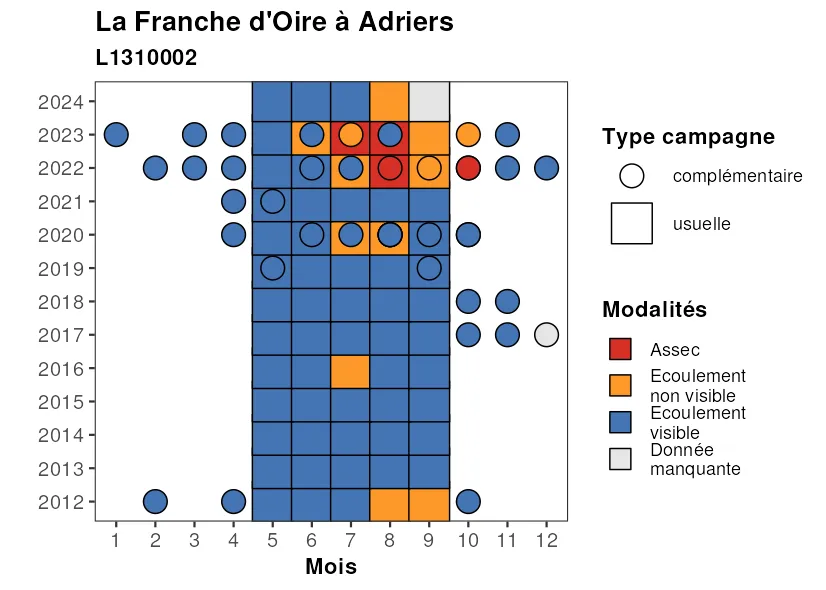 La Franche d'Oire à Adriers
L1310002
2024
2023
2022
2021
2020
2019
2018
2017
2016
2015
2014
2013
2012
1 2 3 4 5 6 7 8 9 10 11 12
Mois
Type campagne
complémentaire
usuelle
Modalités
Assec
Ecoulement
non visible
Ecoulement
visible
Donnée
manquante